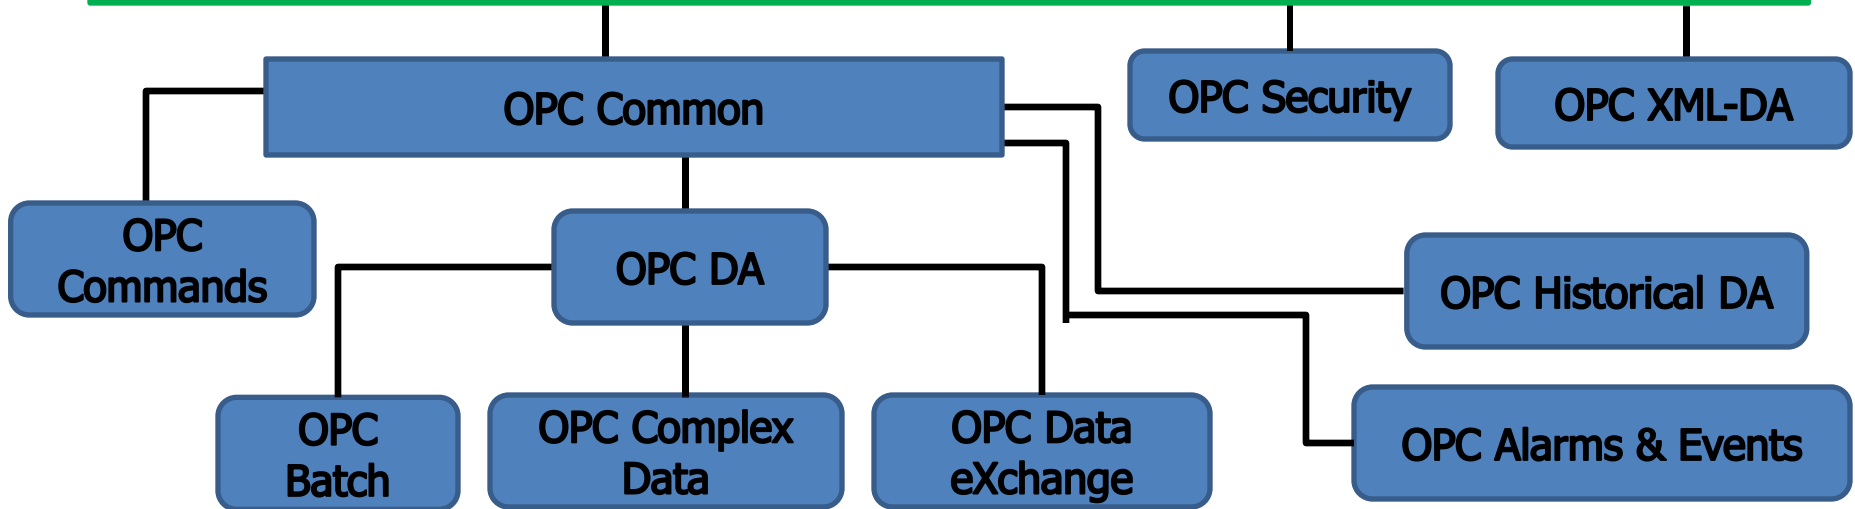 OPC Common
OPC Security
OPC XML-DA
OPC
Commands
OPC DA
OPC Historical DA
OPC
Batch
OPC Complex
Data
OPC Data
eXchange
OPC Alarms & Events